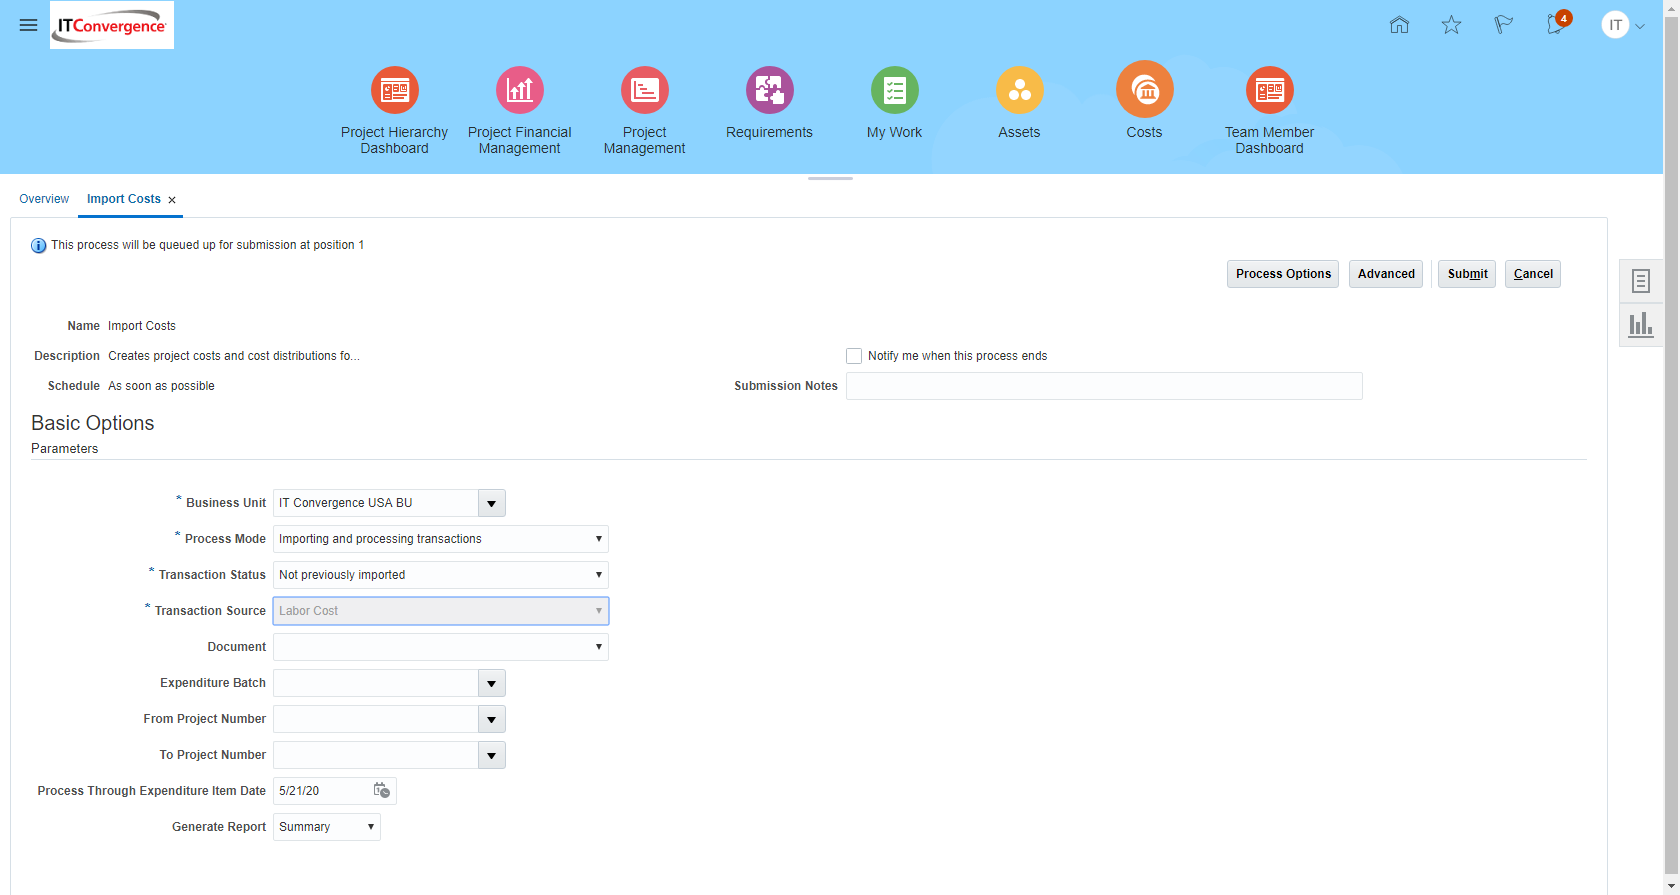 ITConvergence
4
IT
Project Hierarchy Dashboard
Project Financial Management
Project Management
Requirements
My Work
Assets
Costs
Team Member Dashboard
Overview
Import Costs ×
This process will be queued up for submission at position 1
Process Options
Advanced
Submit
Cancel
Name Import Costs
Description Creates project costs and cost distributions fo...
Notify me when this process ends
Schedule As soon as possible
Submission Notes
Basic Options
Parameters
* Business Unit IT Convergence USA BU
* Process Mode Importing and processing transactions
* Transaction Status Not previously imported
* Transaction Source Labor Cost
Document
Expenditure Batch
From Project Number
To Project Number
Process Through Expenditure Item Date 5/21/20
Generate Report Summary